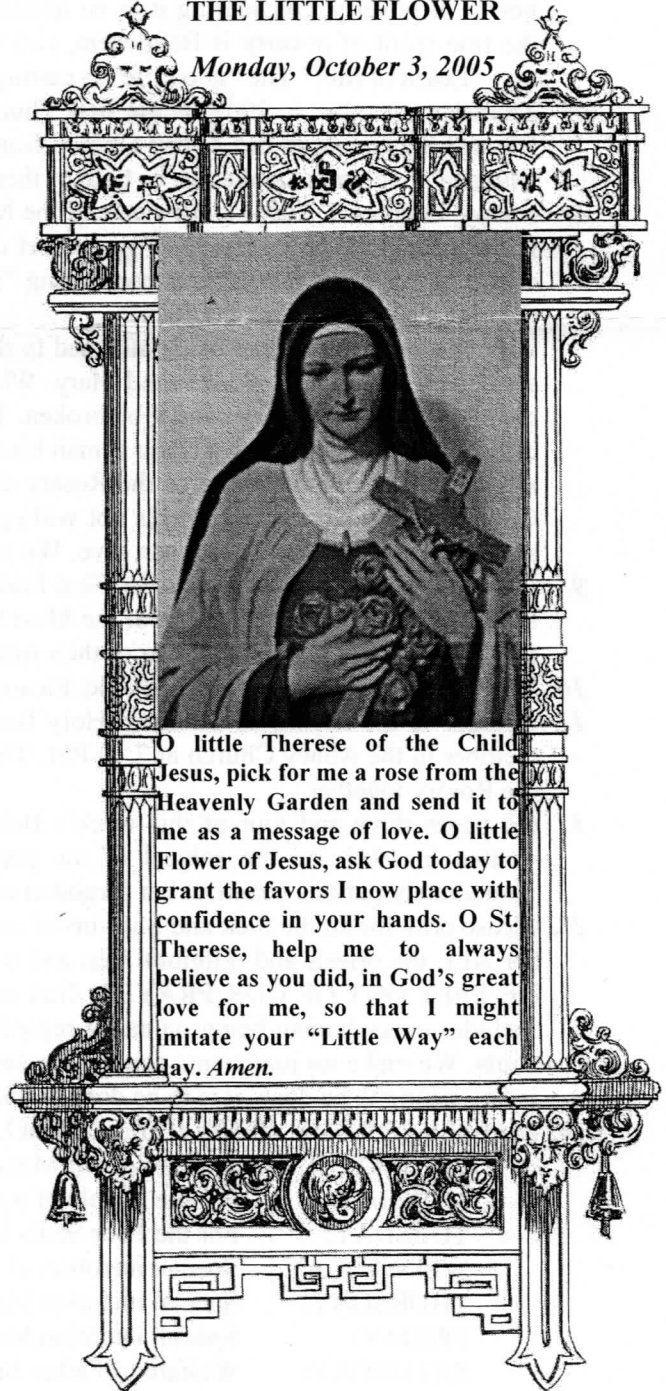 THE LITTLE FLOWER
Monday, October 3, 2005
O little Therese of the Child
Jesus, pick for me a rose from the
Heavenly Garden and send it to
me as a message of love. O little
Flower of Jesus, ask God today to
grant the favors I now place with
confidence in your hands. O St.
Therese, help me to always
believe as you did, in God's great
love for me, so that I might
imitate your “Little Way” each
day. Amen.